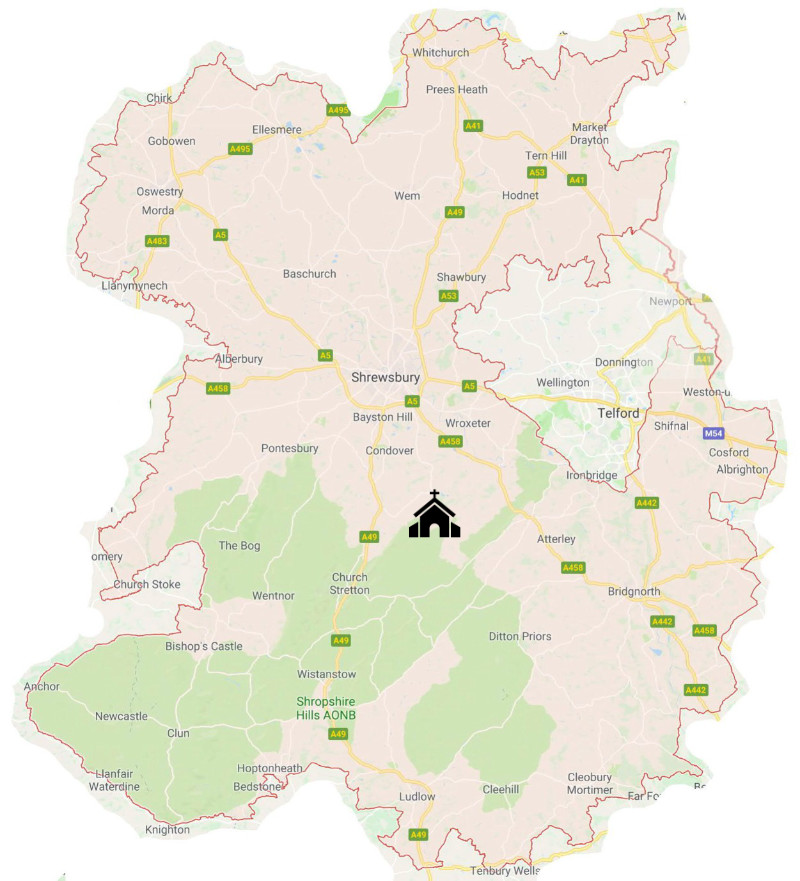 M
Whitchurch
Prees Heath
Chirk
A495
Ellesmere
A41
Market
Drayton
Gobowen
A495
Tern Hill
A53
A41
Oswestry
Wem
Hodnet
Morda
A49
A5
A483
Baschurch
Shawbury
Llanymynech
A53
Newport
Alberbury
A5
Donnington
A41
Shrewsbury
Wellington
A458
A5
Weston-u
A5
Telford
Bayston Hill
Wroxeter
Shifnal
M54
A458
Pontesbury
Condover
Cosford
Albrighton
Ironbridge
A442
A49
Atterley
The Bog
omery
A458
Church Stoke
Church
Stretton
Wentnor
Bridgnorth
A442
A458
Bishop's Castle
A49
Ditton Priors
Wistanstow
Anchor
A442
Shropshire
Hills AONB
Newcastle
Clun
A49
Llanfair
Waterdine
Hoptonheath
Bedstone
Cleobury
Mortimer
Ludlow
Cleehill
Far Fo
Knighton
A49
Tenbury Wells